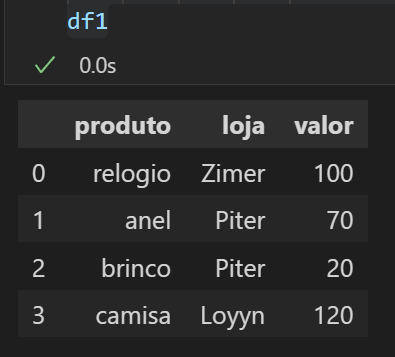 df1
0.0s
produto loja valor
0 relogio Zimer 100
1 anel Piter 70
2 brinco Piter 20
3 camisa Loyyn 120